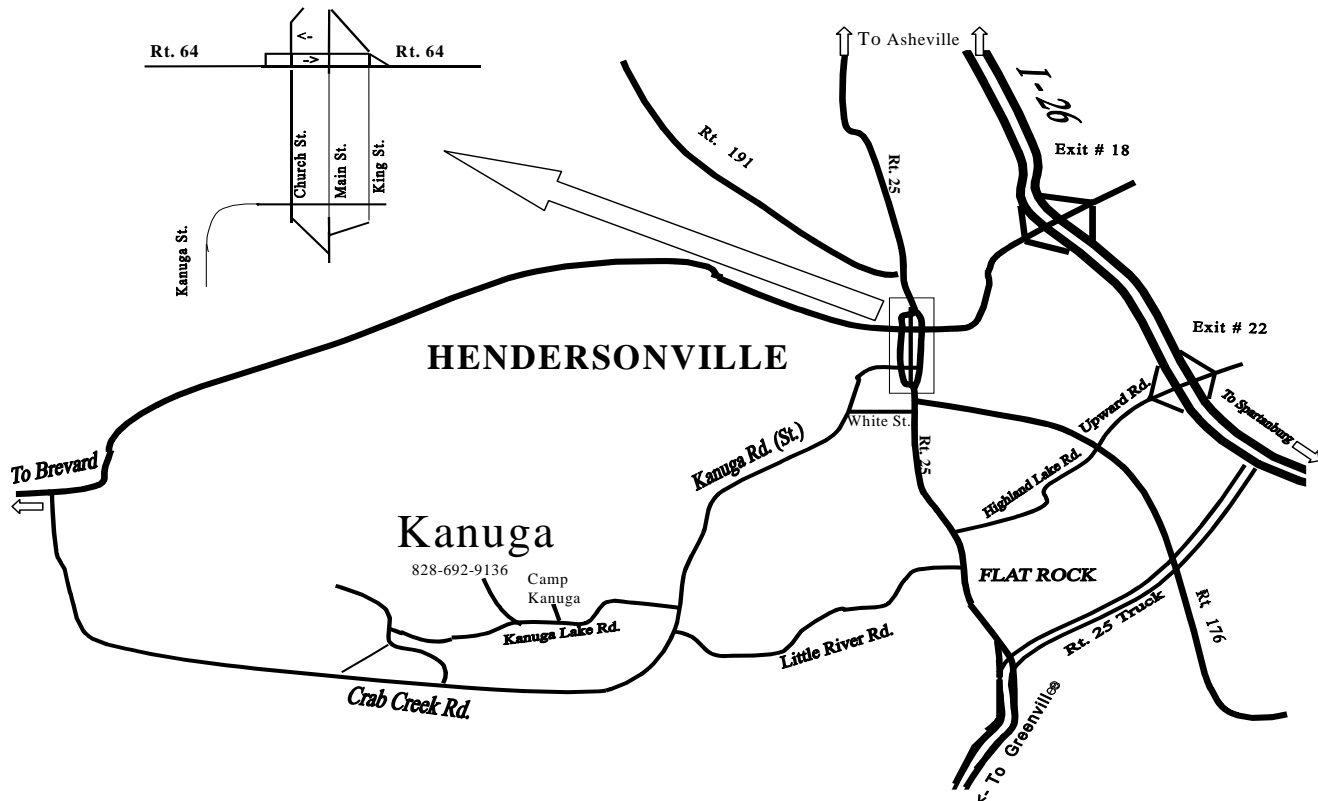 To Asheville
Rt. 64
Rt. 64
<-
->
I-26
Rt. 191
Rt. 25
Exit # 18
Church St.
Main St.
King St.
Kanuga St.
Exit # 22
HENDERSONVILLE
Upward Rd.
To Spartanburg
White St.
Kanuga Rd. (St.)
Rt. 25
Highland Lake Rd.
To Brevard
Kanuga
828-692-9136
Camp
Kanuga
FLAT ROCK
Rt 176
Rt. 25 Truck
Kanuga Lake Rd.
Little River Rd.
Crab Creek Rd.
<- To Greenville